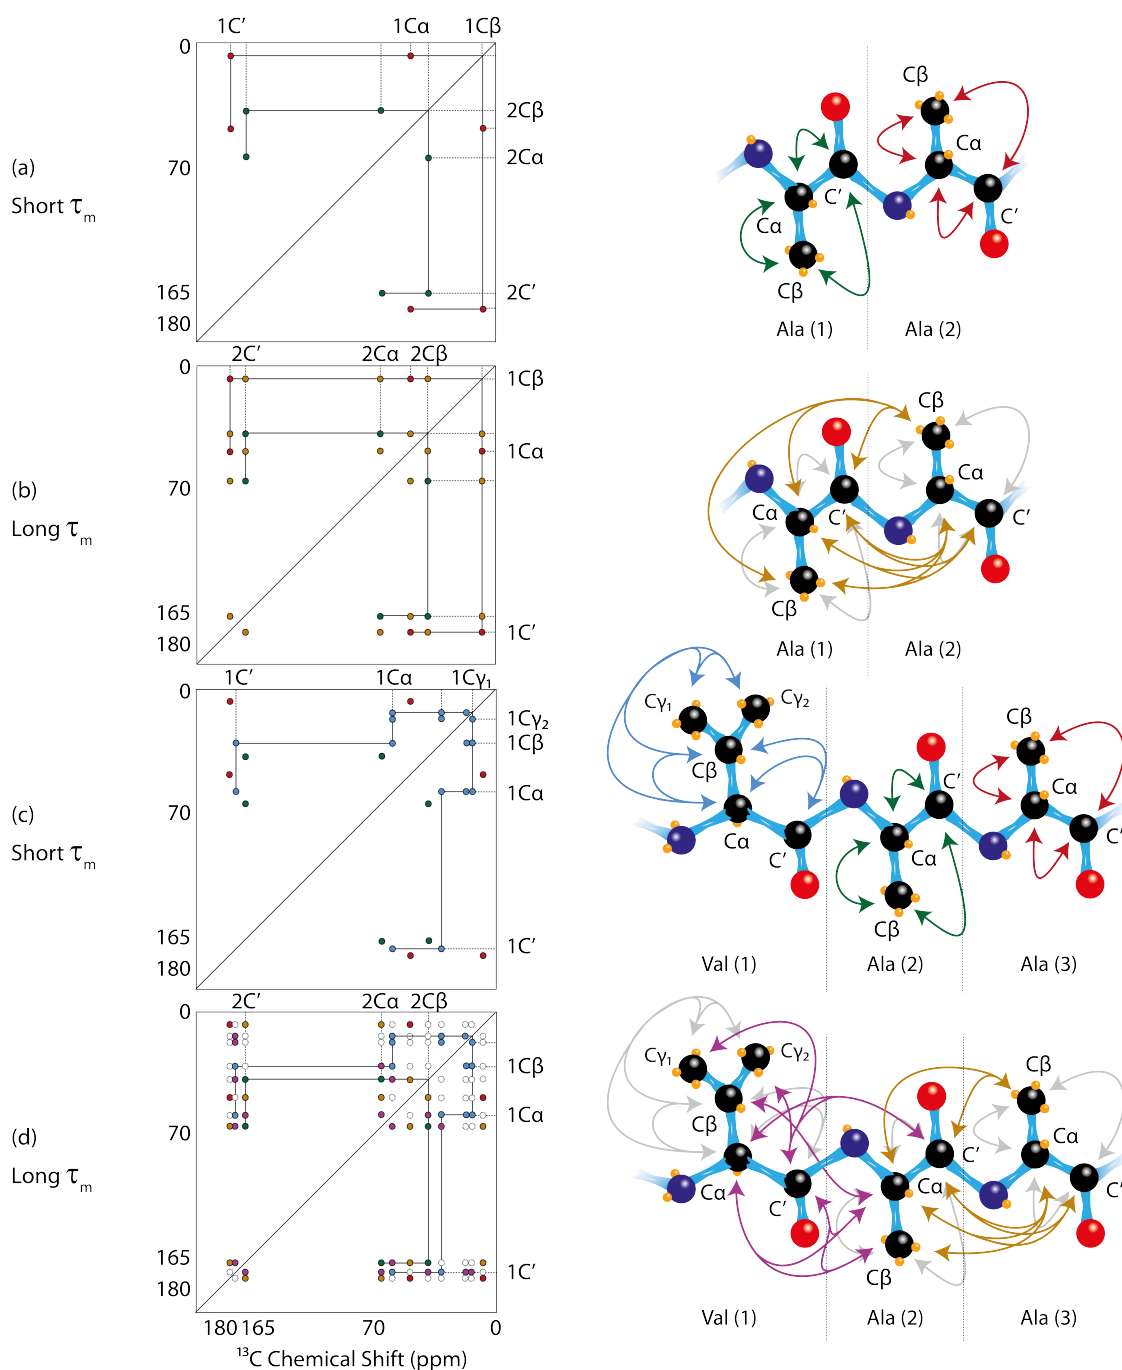 1C′ 1Cα 1Cβ
0
2Cβ
2Cα
70
(a)
Short τm
165
2C′
180
Cβ
Cα
C′
Cα
C′
Cβ
Ala (1) Ala (2)
2C′ 2Cα 2Cβ
0
1Cβ
1Cα
70
(b)
Long τm
165
1C′
180
Cβ
Cα
Cα
C′
C′
Cβ
Ala (1) Ala (2)
1C′ 1Cα 1Cγ1
0
1Cγ2
1Cβ
1Cα
70
(c)
Short τm
165
1C′
180
Cγ1 Cγ2
Cβ
Cβ
C′
Cα
Cα
C′
Cα
C′
Cβ
Val (1) Ala (2) Ala (3)
2C′ 2Cα 2Cβ
0
1Cβ
1Cα
70
(d)
Long τm
165
1C′
180
180 165 70 0
13C Chemical Shift (ppm)
Cγ1 Cγ2
Cβ
Cβ
Cα
C′
Cα
C′
Cα
C′
Cβ
Val (1) Ala (2) Ala (3)